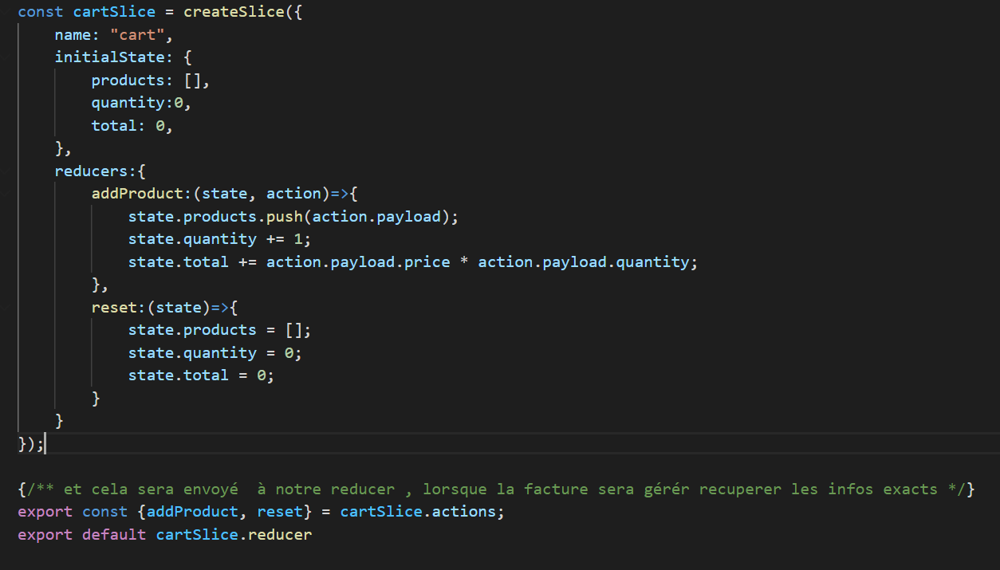 const cartSlice = createSlice({
    name: "cart",
    initialState: {
        products: [],
        quantity:0,
        total: 0,
    },
    reducers:{
        addProduct:(state, action)=>{
            state.products.push(action.payload);
            state.quantity += 1;
            state.total += action.payload.price * action.payload.quantity;
        },
        reset:(state)=>{
            state.products = [];
            state.quantity = 0;
            state.total = 0;
        }
    }
});
{/** et cela sera envoyé  à notre reducer , lorsque la facture sera gérér recuperer les infos exacts */}
export const {addProduct, reset} = cartSlice.actions;
export default cartSlice.reducer